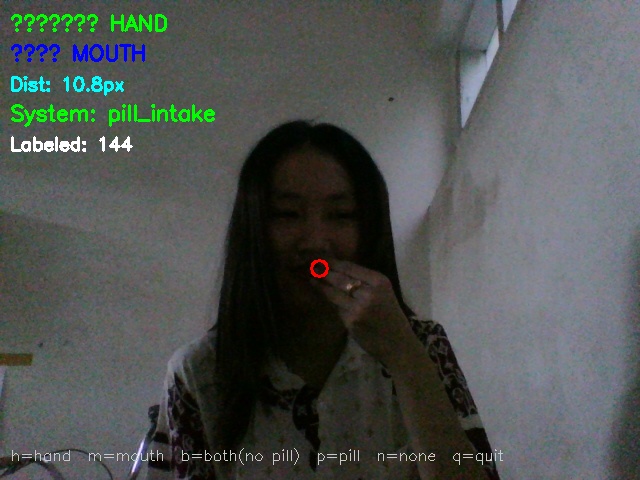 ??????? HAND
???? MOUTH
Dist: 10.8px
System: pill_intake
Labeled: 144
h=hand m=mouth b=both(no pill) p=pill n=none q=quit